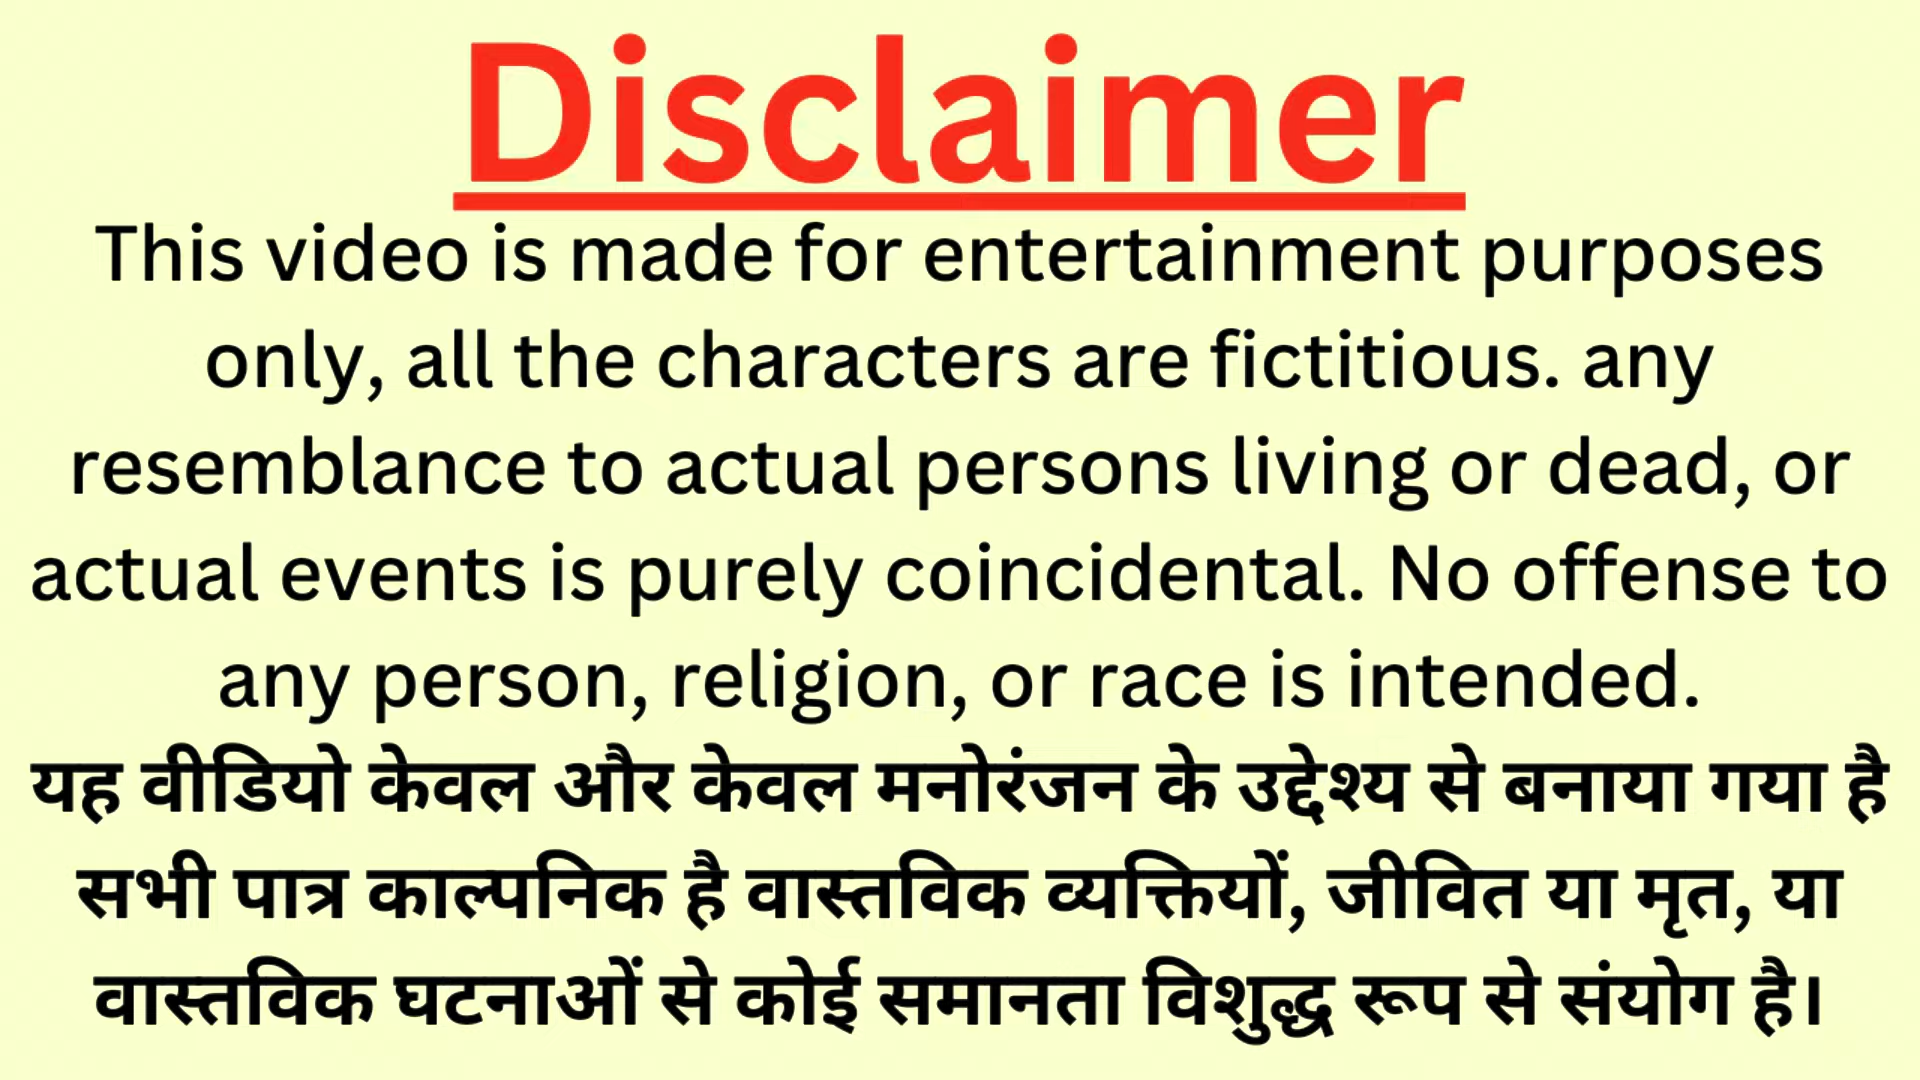 Disclaimer
This video is made for entertainment purposes
only, all the characters are fictitious. any
resemblance to actual persons living or dead, or
actual events is purely coincidental. No offense to
any person, religion, or race is intended.
यह वीडियो केवल और केवल मनोरंजन के उद्देश्य से बनाया गया है
सभी पात्र काल्पनिक है वास्तविक व्यक्तियों, जीवित या मृत, या
वास्तविक घटनाओं से कोई समानता विशुद्ध रूप से संयोग है।